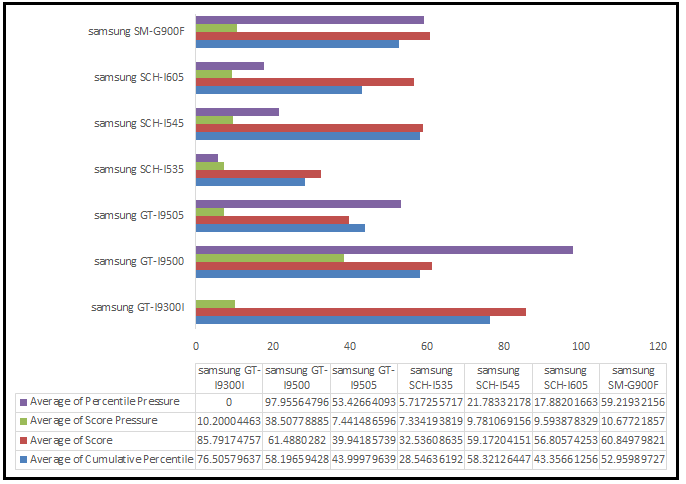 samsung SM-G900F
samsung SCH-I605
samsung SCH-I545
samsung SCH-I535
samsung GT-I9505
samsung GT-I9500
samsung GT-I9300I
0 20 40 60 80 100 120
samsung GT- samsung GT- samsung GT- samsung samsung samsung samsung
I9300I I9500 I9505 SCH-I535 SCH-I545 SCH-I605 SM-G900F
Average of Percentile Pressure 0 97.95564796 53.42664093 5.717255717 21.78332178 17.88201663 59.21932156
Average of Score Pressure 10.20004463 38.50778885 7.441486596 7.334193819 9.781069156 9.593878329 10.67721857
Average of Score 85.79174757 61.4880282 39.94185739 32.53608635 59.17204151 56.80574253 60.84979821
Average of Cumulative Percentile 76.50579637 58.19659428 43.99979639 28.54636192 58.32126447 43.35661256 52.95989727